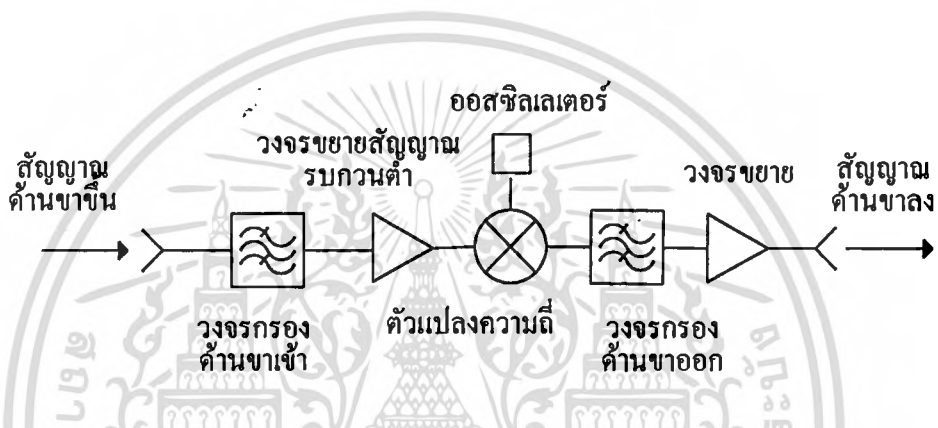 ออสซิลเลเตอร์
วงจรขยายสัญญาณ
รบกวนต่ำ
สัญญาณ
ด้านขาขึ้น
วงจรขยาย
สัญญาณ
ด้านขาลง
วงจรกรอง
ด้านขาเข้า
ตัวแปลงความถี่
วงจรกรอง
ด้านขาออก